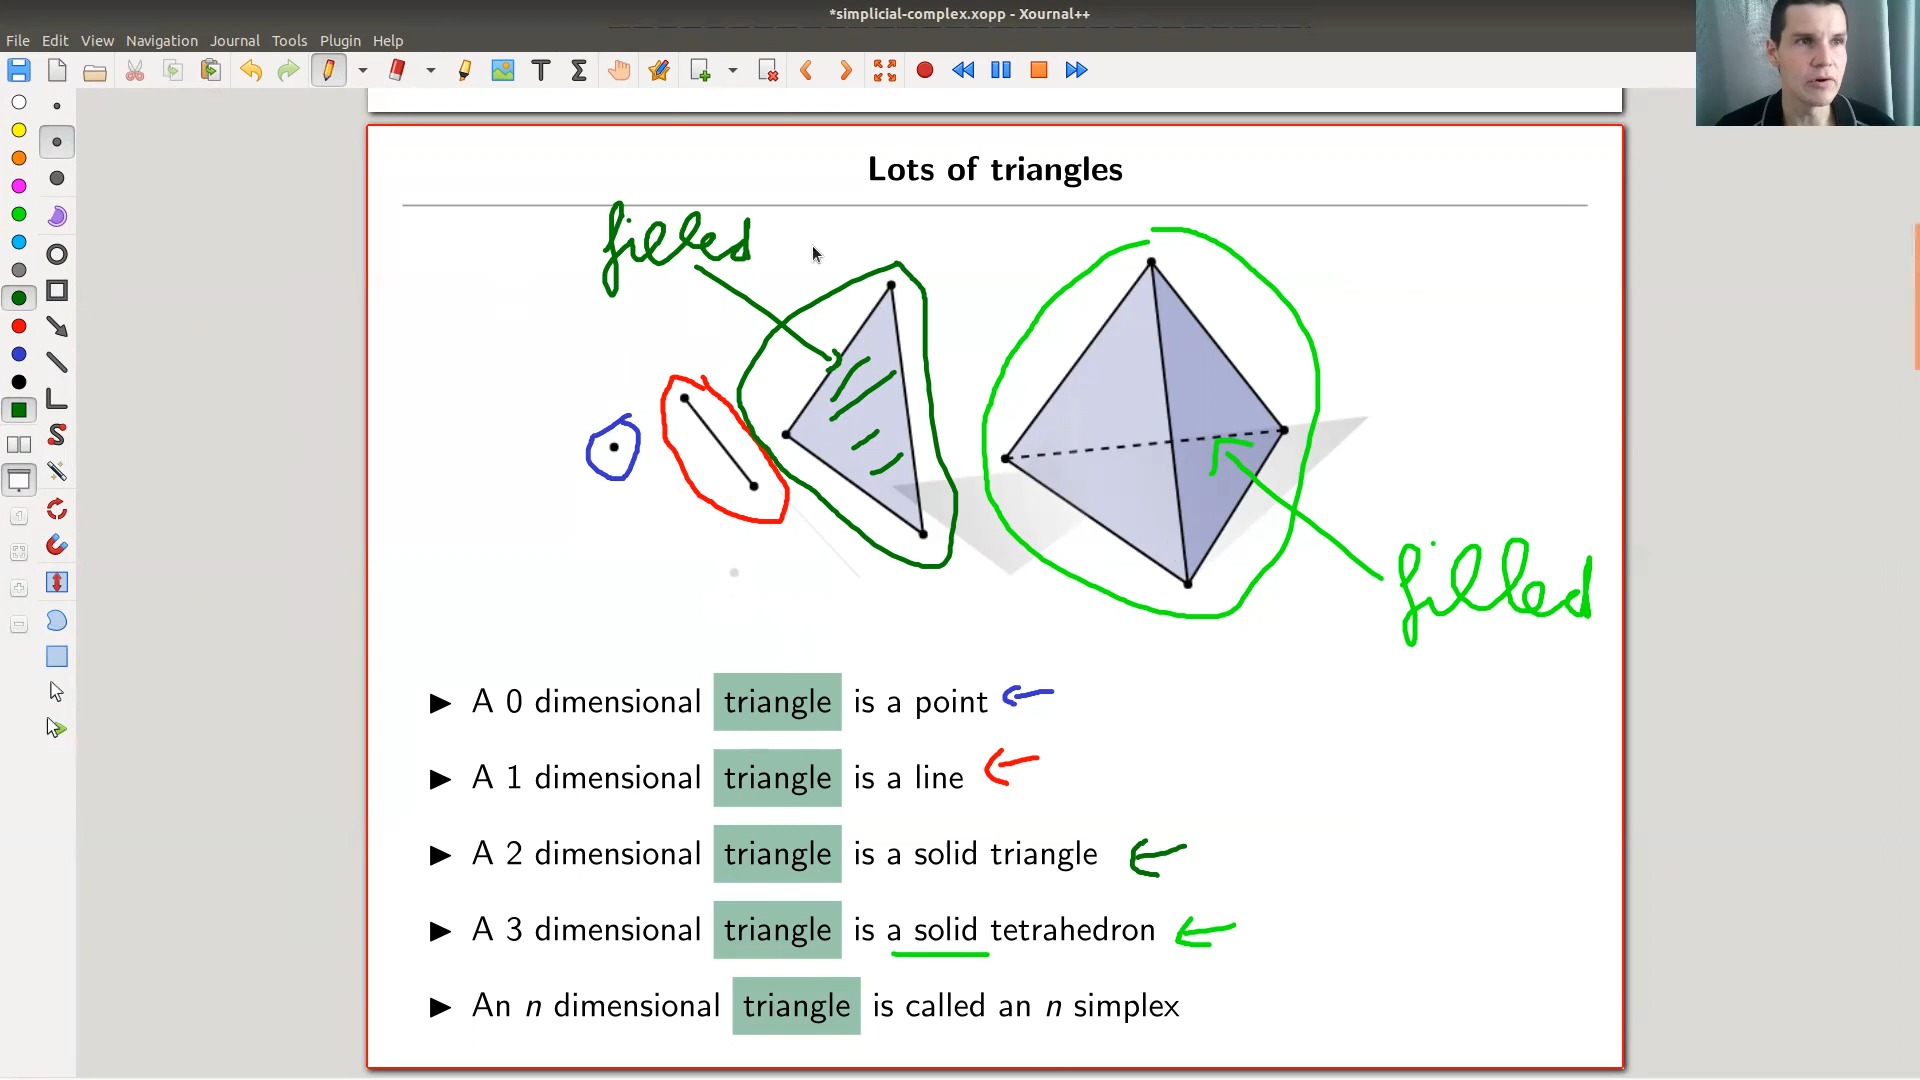 *simplicial-complex.xopp - Xournal++
File Edit View Navigation Journal Tools Plugin Help
Lots of triangles
filled
filled
▶ A 0 dimensional triangle is a point
▶ A 1 dimensional triangle is a line
▶ A 2 dimensional triangle is a solid triangle
▶ A 3 dimensional triangle is a solid tetrahedron
▶ An n dimensional triangle is called an n simplex